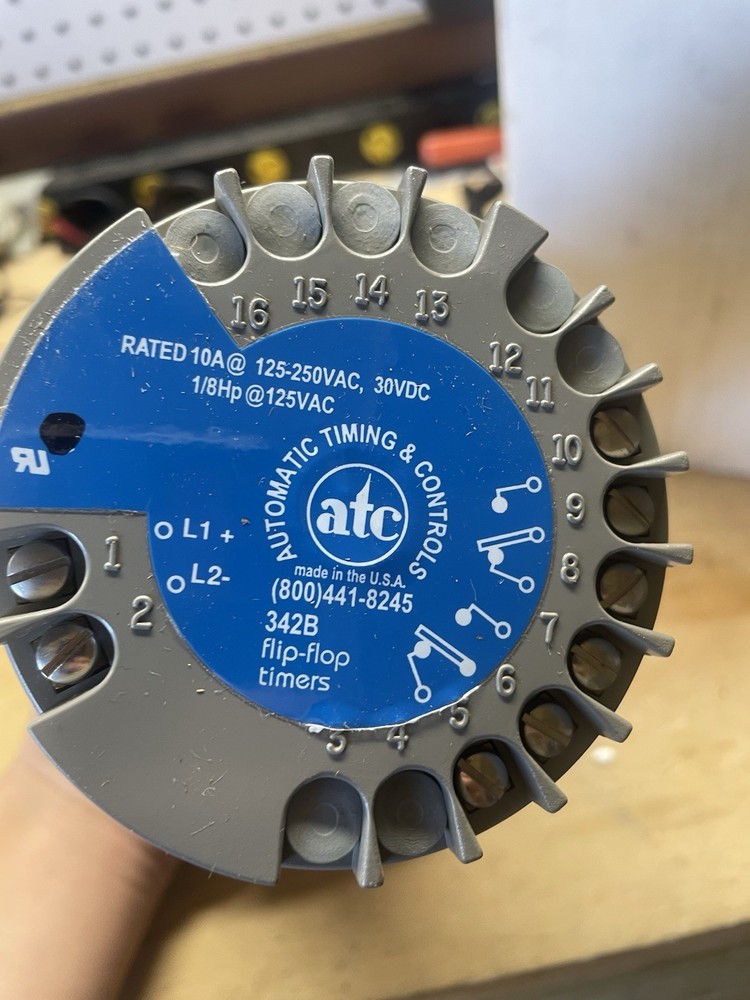 16 15 14 13 12 11 10 9 8 7 6 5 4 3
RATED 10A@ 125-250VAC, 30VDC
1/8Hp @125VAC
RU
AUTOMATIC TIMING & CONTROLS
atc
made in the U.S.A.
(800)441-8245
342B
flip-flop
timers
1
L1 +
2
L2-